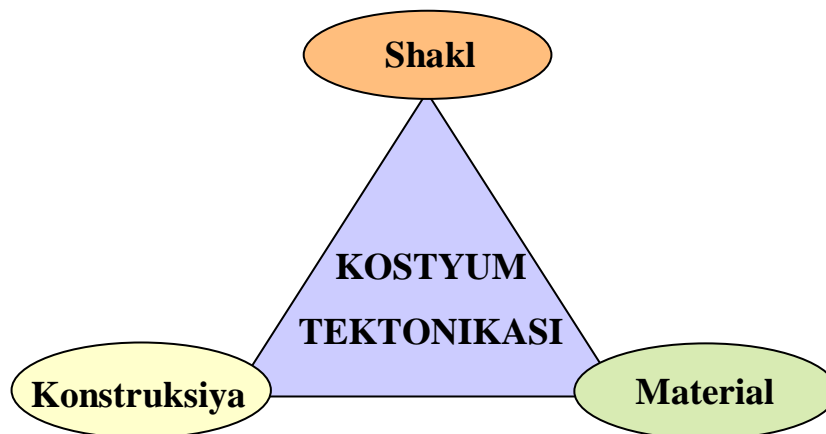 Shakl
KOSTYUM
TEKTONIKASI
Konstruksiya
Material